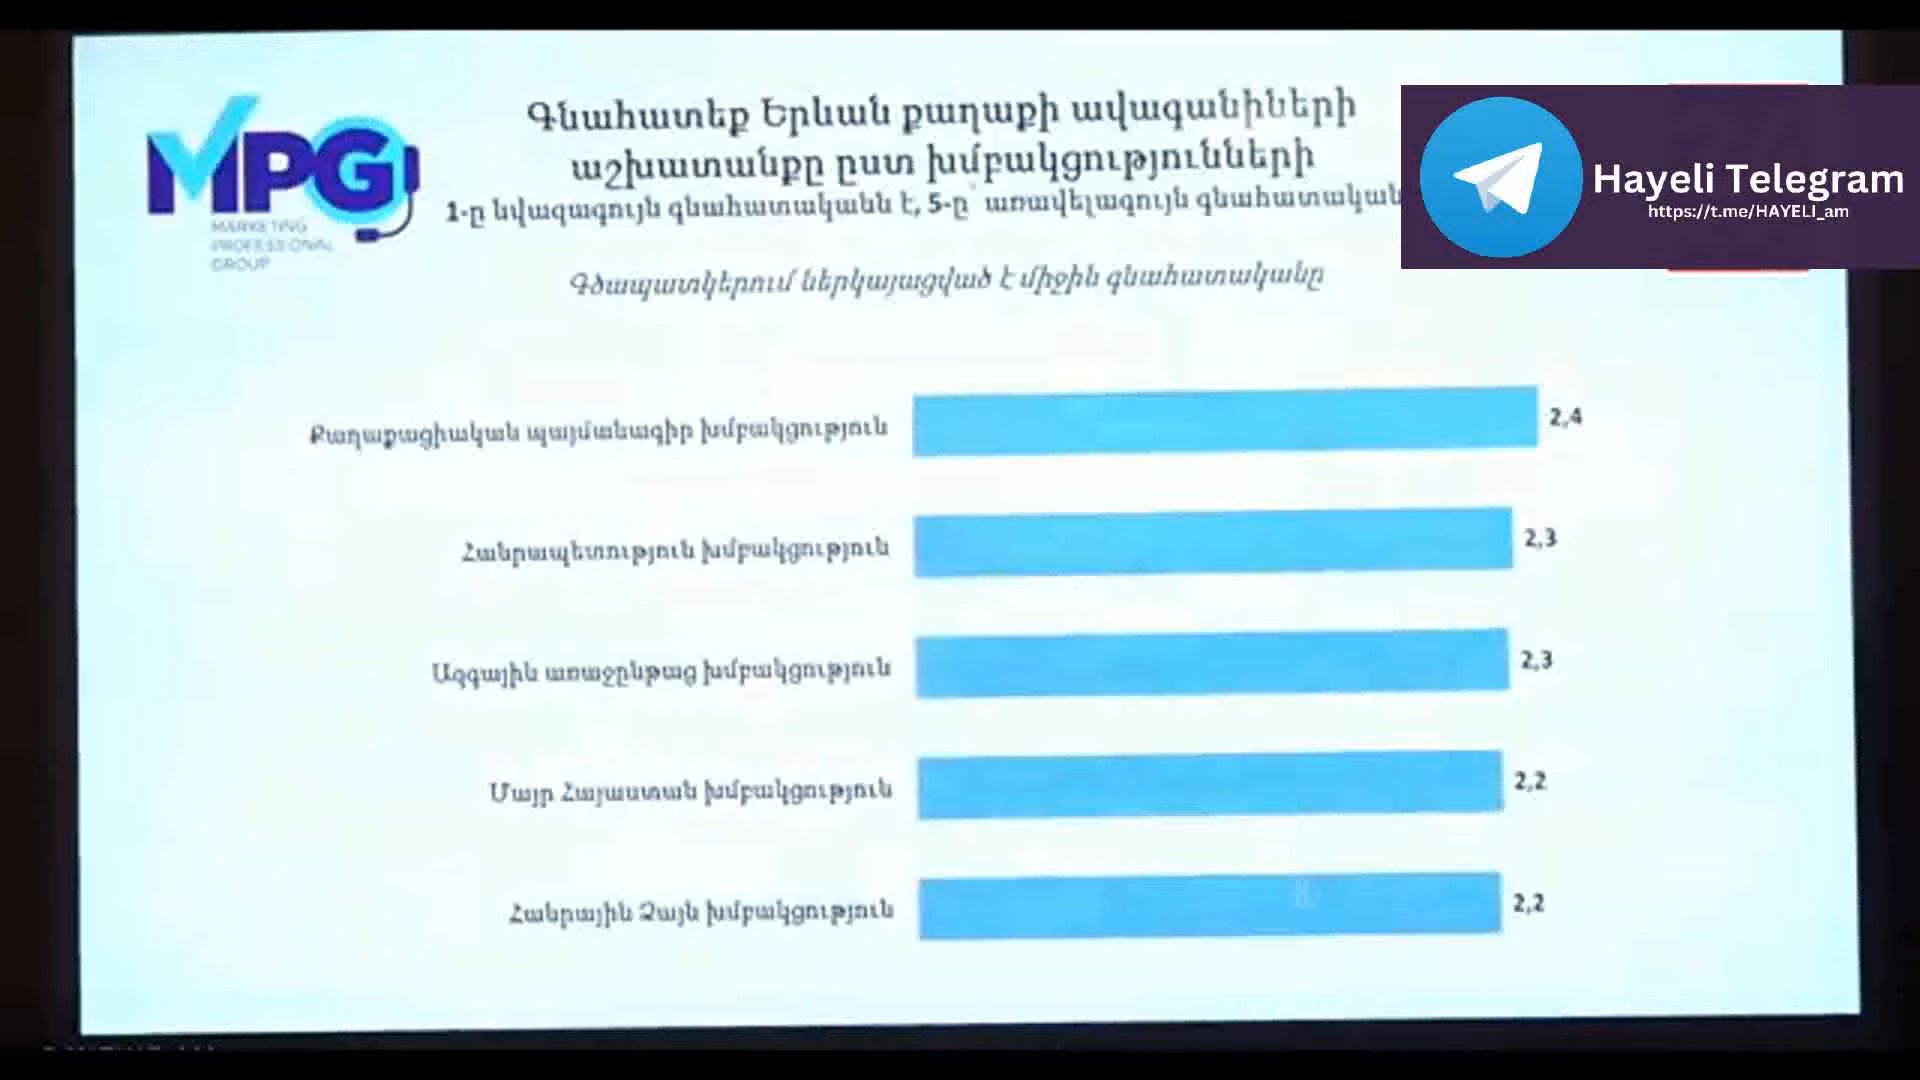 MPG
MARKETING
PROFESSIONAL
GROUP
Գնահատեք Երևան քաղաքի ավագանիների
աշխատանքը ըստ խմբակցությունների
1-ը նվազագույն գնահատականն է, 5-ը՝ առավելագույն գնահատական
Գծապատկերում ներկայացված է միջին գնահատականը
Hayeli Telegram
https://t.me/HAYELI_am
Քաղաքացիական պայմանագիր խմբակցություն 2,4
Հանրապետություն խմբակցություն 2,3
Ազգային առաջընթաց խմբակցություն 2,3
Մայր Հայաստան խմբակցություն 2,2
Հանրային Ձայն խմբակցություն 2,2